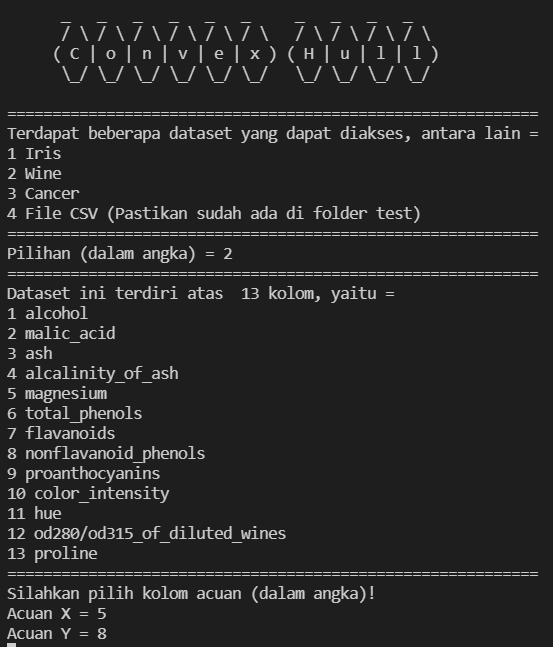 ( C | o | n | v | e | x ) ( H | u | l | l )
===========================================================
Terdapat beberapa dataset yang dapat diakses, antara lain =
1 Iris
2 Wine
3 Cancer
4 File CSV (Pastikan sudah ada di folder test)
===========================================================
Pilihan (dalam angka) = 2
===========================================================
Dataset ini terdiri atas  13 kolom, yaitu =
1 alcohol
2 malic_acid
3 ash
4 alcalinity_of_ash
5 magnesium
6 total_phenols
7 flavanoids
8 nonflavanoid_phenols
9 proanthocyanins
10 color_intensity
11 hue
12 od280/od315_of_diluted_wines
13 proline
===========================================================
Silahkan pilih kolom acuan (dalam angka)!
Acuan X = 5
Acuan Y = 8